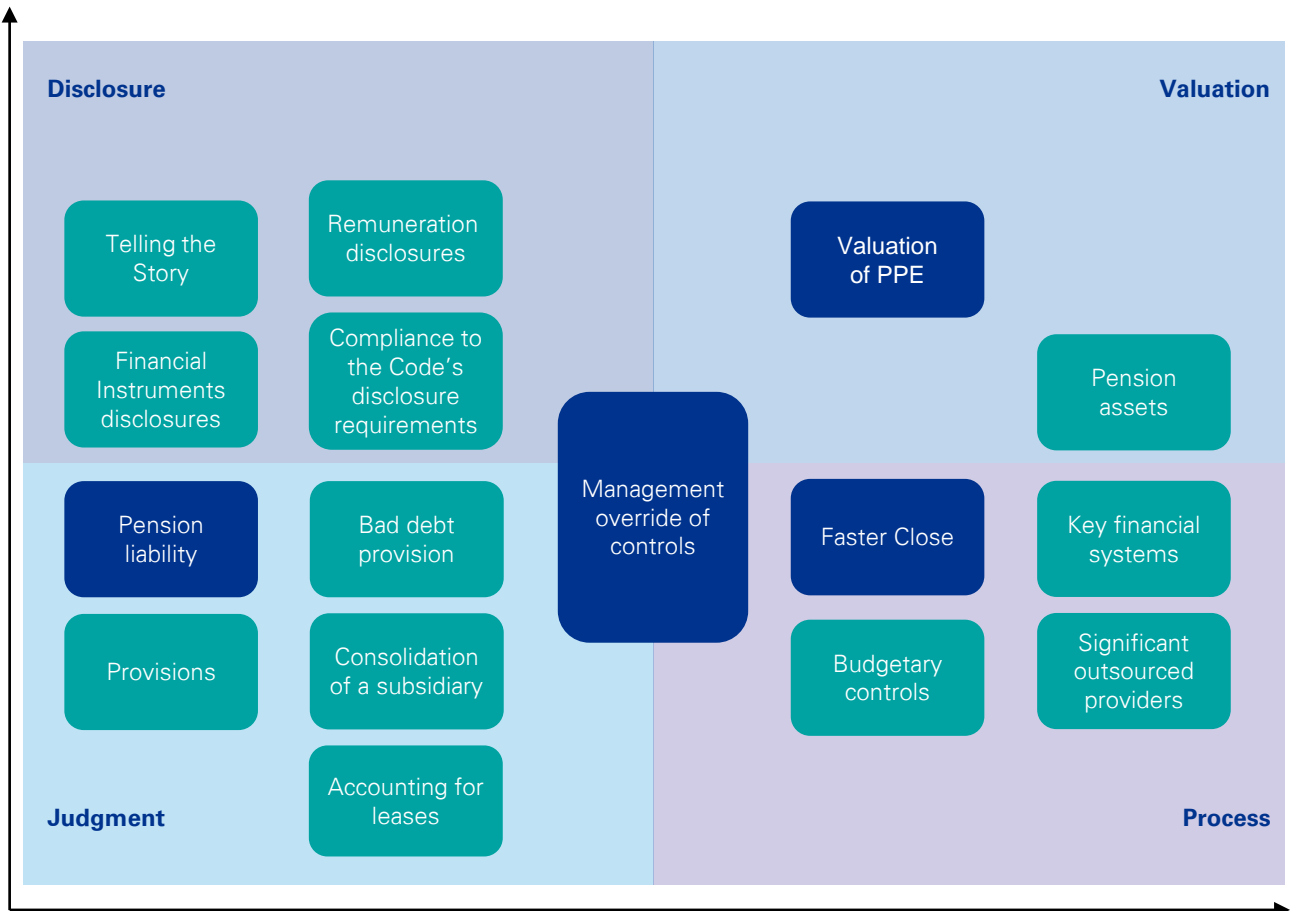 Disclosure
Valuation
Telling the
Story
Remuneration
disclosures
Valuation
of PPE
Financial
Instruments
disclosures
Compliance to
the Code's
disclosure
requirements
Pension
assets
Management
override of
controls
Pension
liability
Bad debt
provision
Faster Close
Key financial
systems
Provisions
Consolidation
of a subsidiary
Budgetary
controls
Significant
outsourced
providers
Accounting for
leases
Judgment
Process